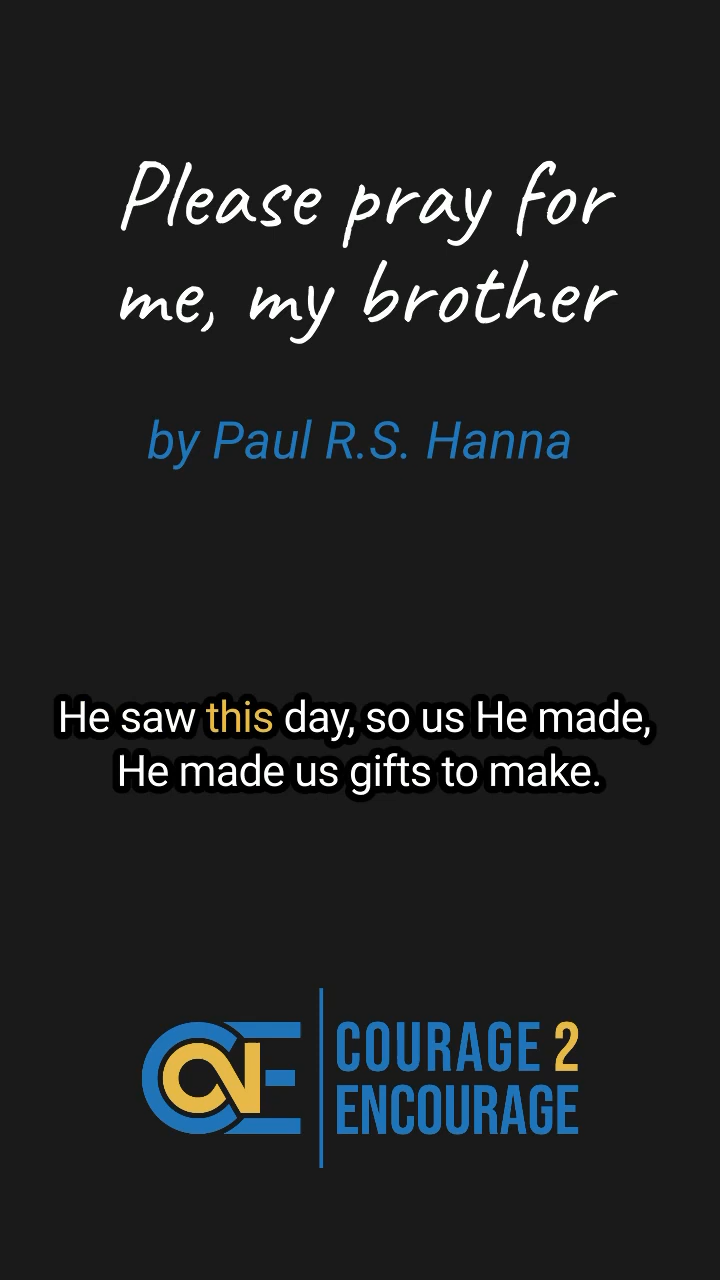 Please pray for
me, my brother
by Paul R.S. Hanna
He saw this day, so us He made,
He made us gifts to make.
COURAGE 2
ENCOURAGE